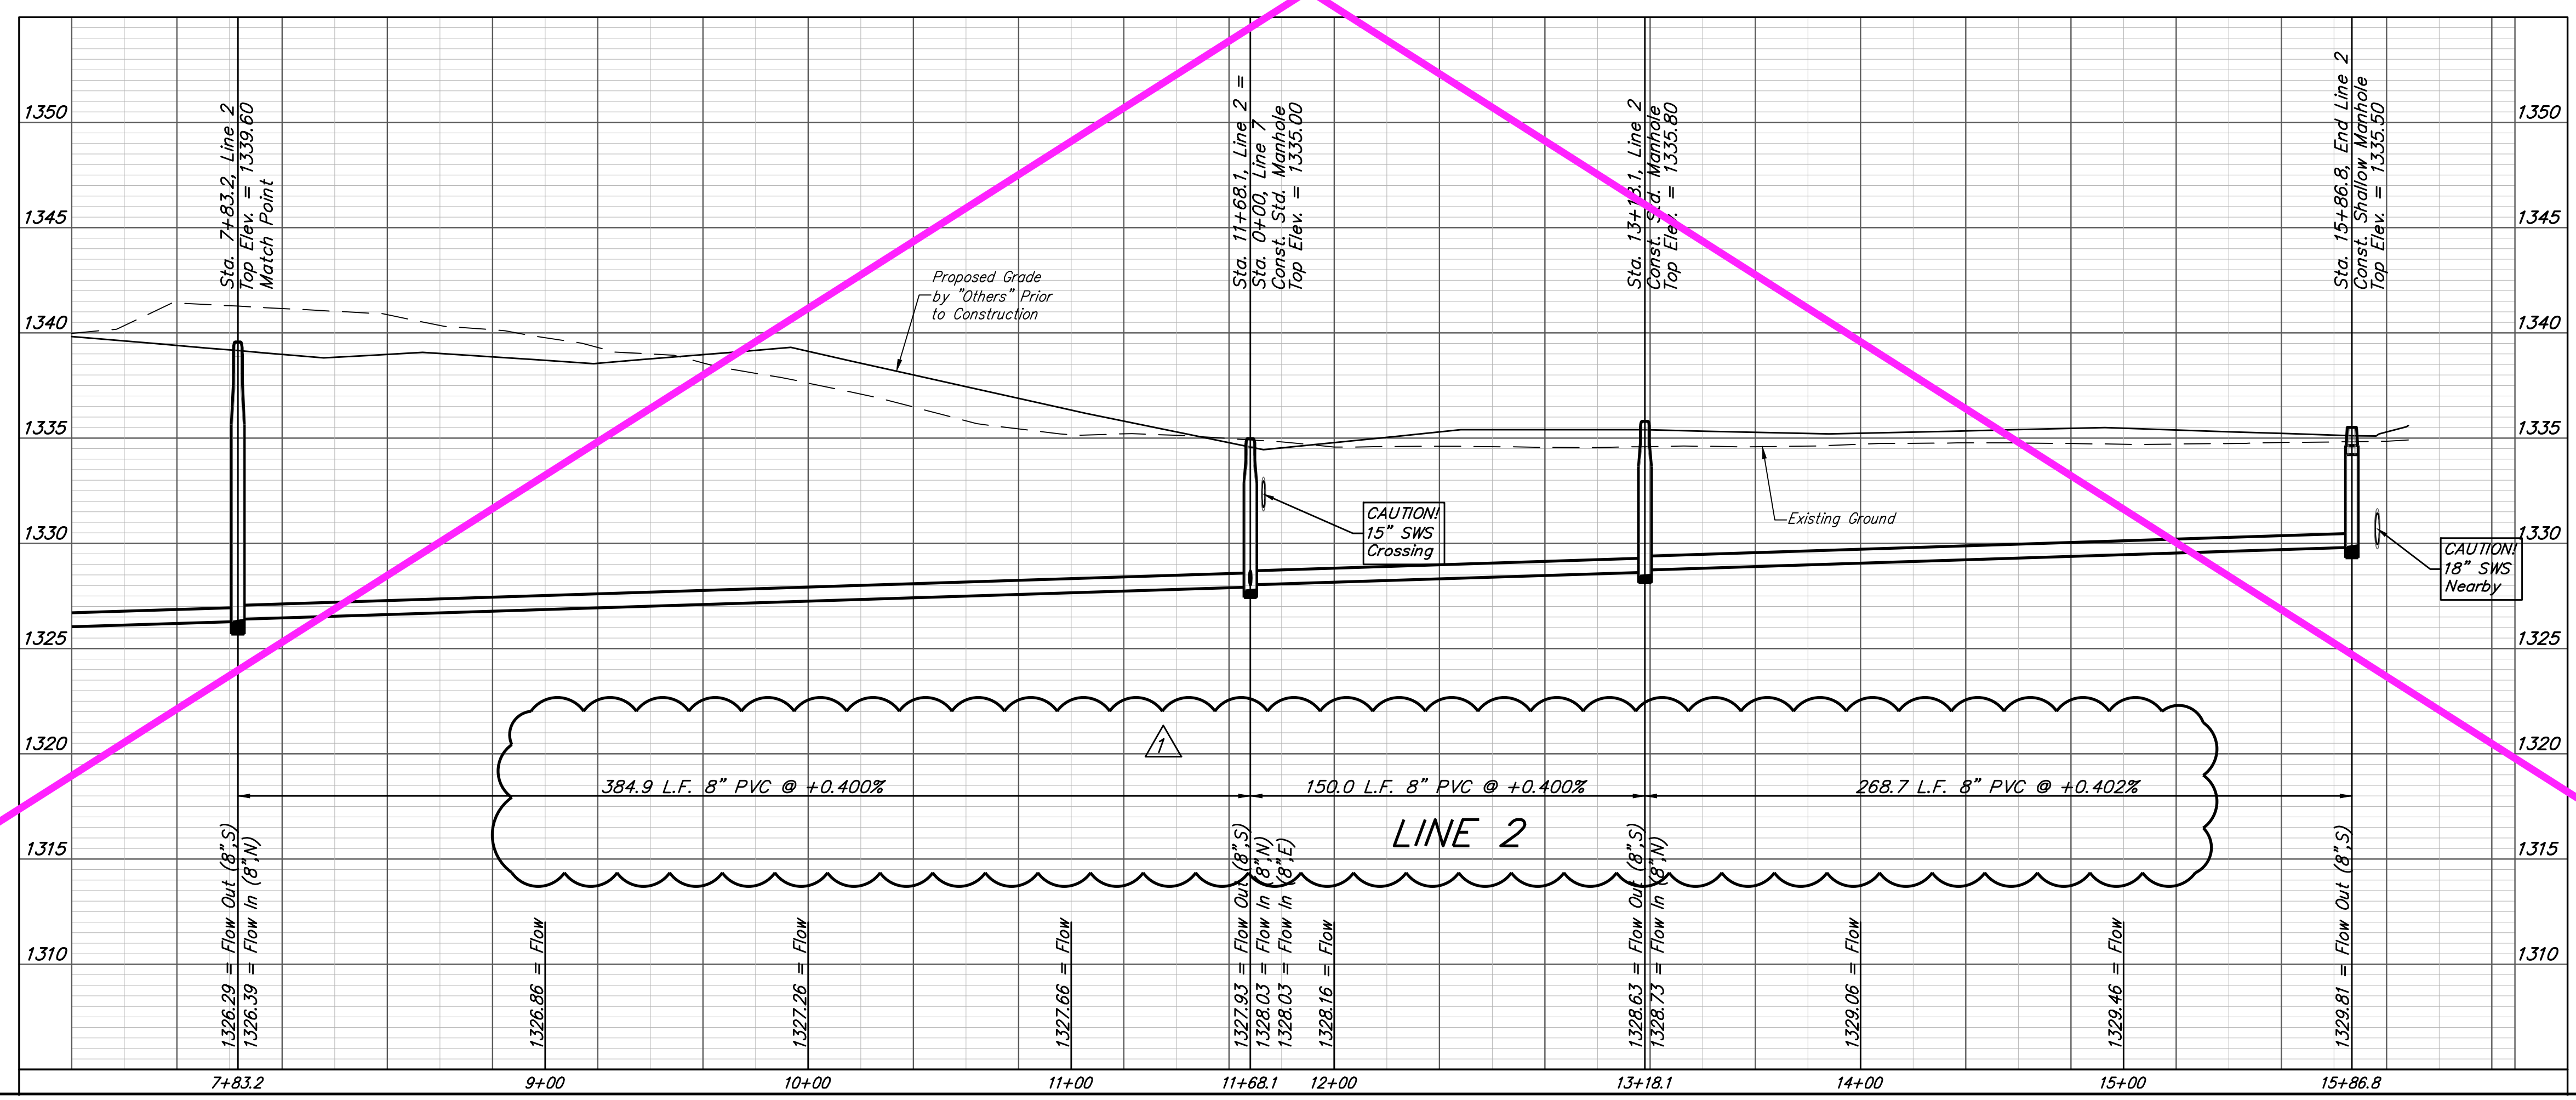 1350
1345
1340
1335
1330
1325
1320
1315
1310
Sta. 7+83.2, Line 2
Top Elev. = 1339.60
Match Point
Proposed Grade
by "Others" Prior
to Construction
Sta. 11+68.1, Line 2 =
Sta. 0+00, Line 7
Const. Std. Manhole
Top Elev. = 1335.00
Sta. 13+18.1, Line 2
Const. Std. Manhole
Top Elev. = 1335.80
Sta. 15+86.8, End Line 2
Const. Shallow Manhole
Top Elev. = 1335.50
CAUTION!
15" SWS
Crossing
Existing Ground
CAUTION!
18" SWS
Nearby
1350
1345
1340
1335
1330
1325
1320
1315
1310
1
384.9 L.F. 8" PVC @ +0.400%
150.0 L.F. 8" PVC @ +0.400%
268.7 L.F. 8" PVC @ +0.402%
LINE 2
1326.29 = Flow Out (8",S)
1326.39 = Flow In (8",N)
1326.86 = Flow
1327.26 = Flow
1327.66 = Flow
1327.93 = Flow Out (8",S)
1328.03 = Flow In (8",N)
1328.03 = Flow In (8",E)
1328.16 = Flow
1328.63 = Flow Out (8",S)
1328.73 = Flow In (8",N)
1329.06 = Flow
1329.46 = Flow
1329.81 = Flow Out (8",S)
7+83.2
9+00
10+00
11+00
11+68.1
12+00
13+18.1
14+00
15+00
15+86.8